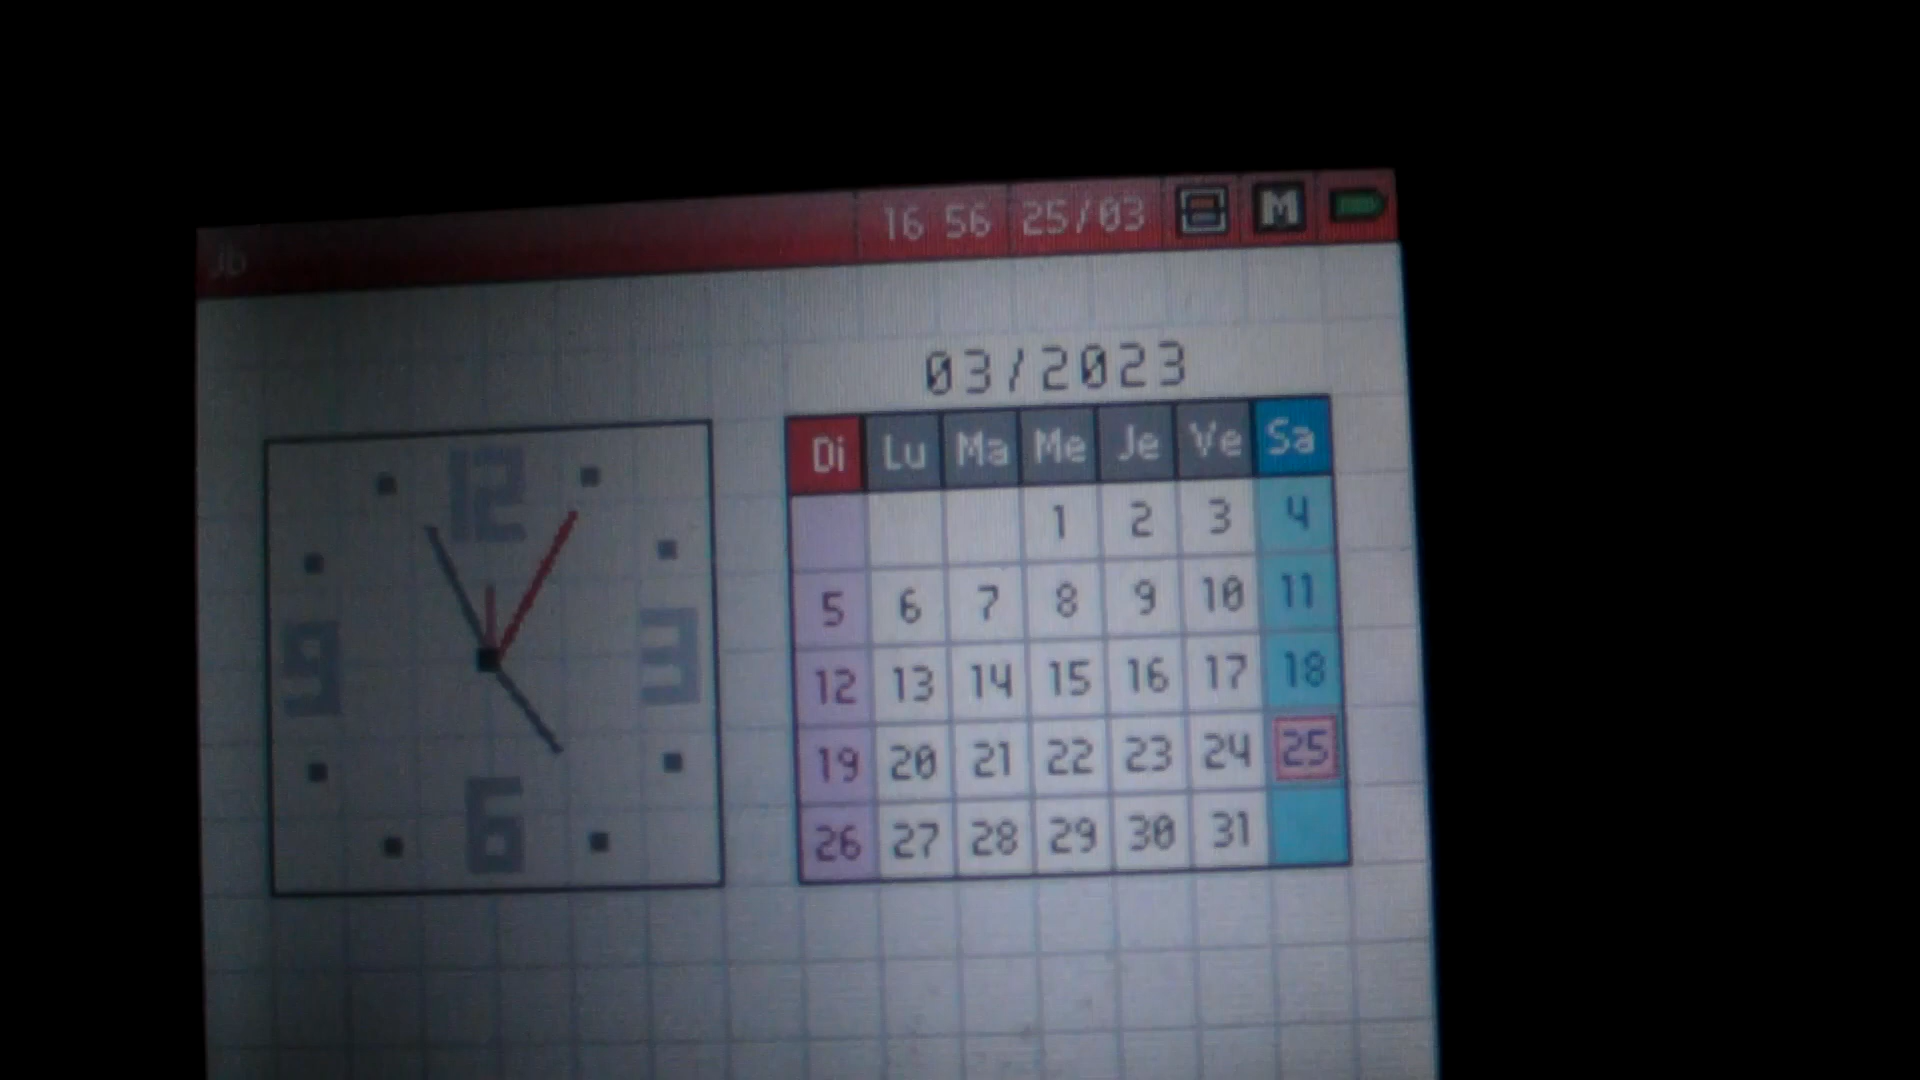 Jb 16 56 25/03 M
03/2023
12
9 3
6
Di Lu Ma Me Je Ve Sa
1 2 3 4
5 6 7 8 9 10 11
12 13 14 15 16 17 18
19 20 21 22 23 24 25
26 27 28 29 30 31